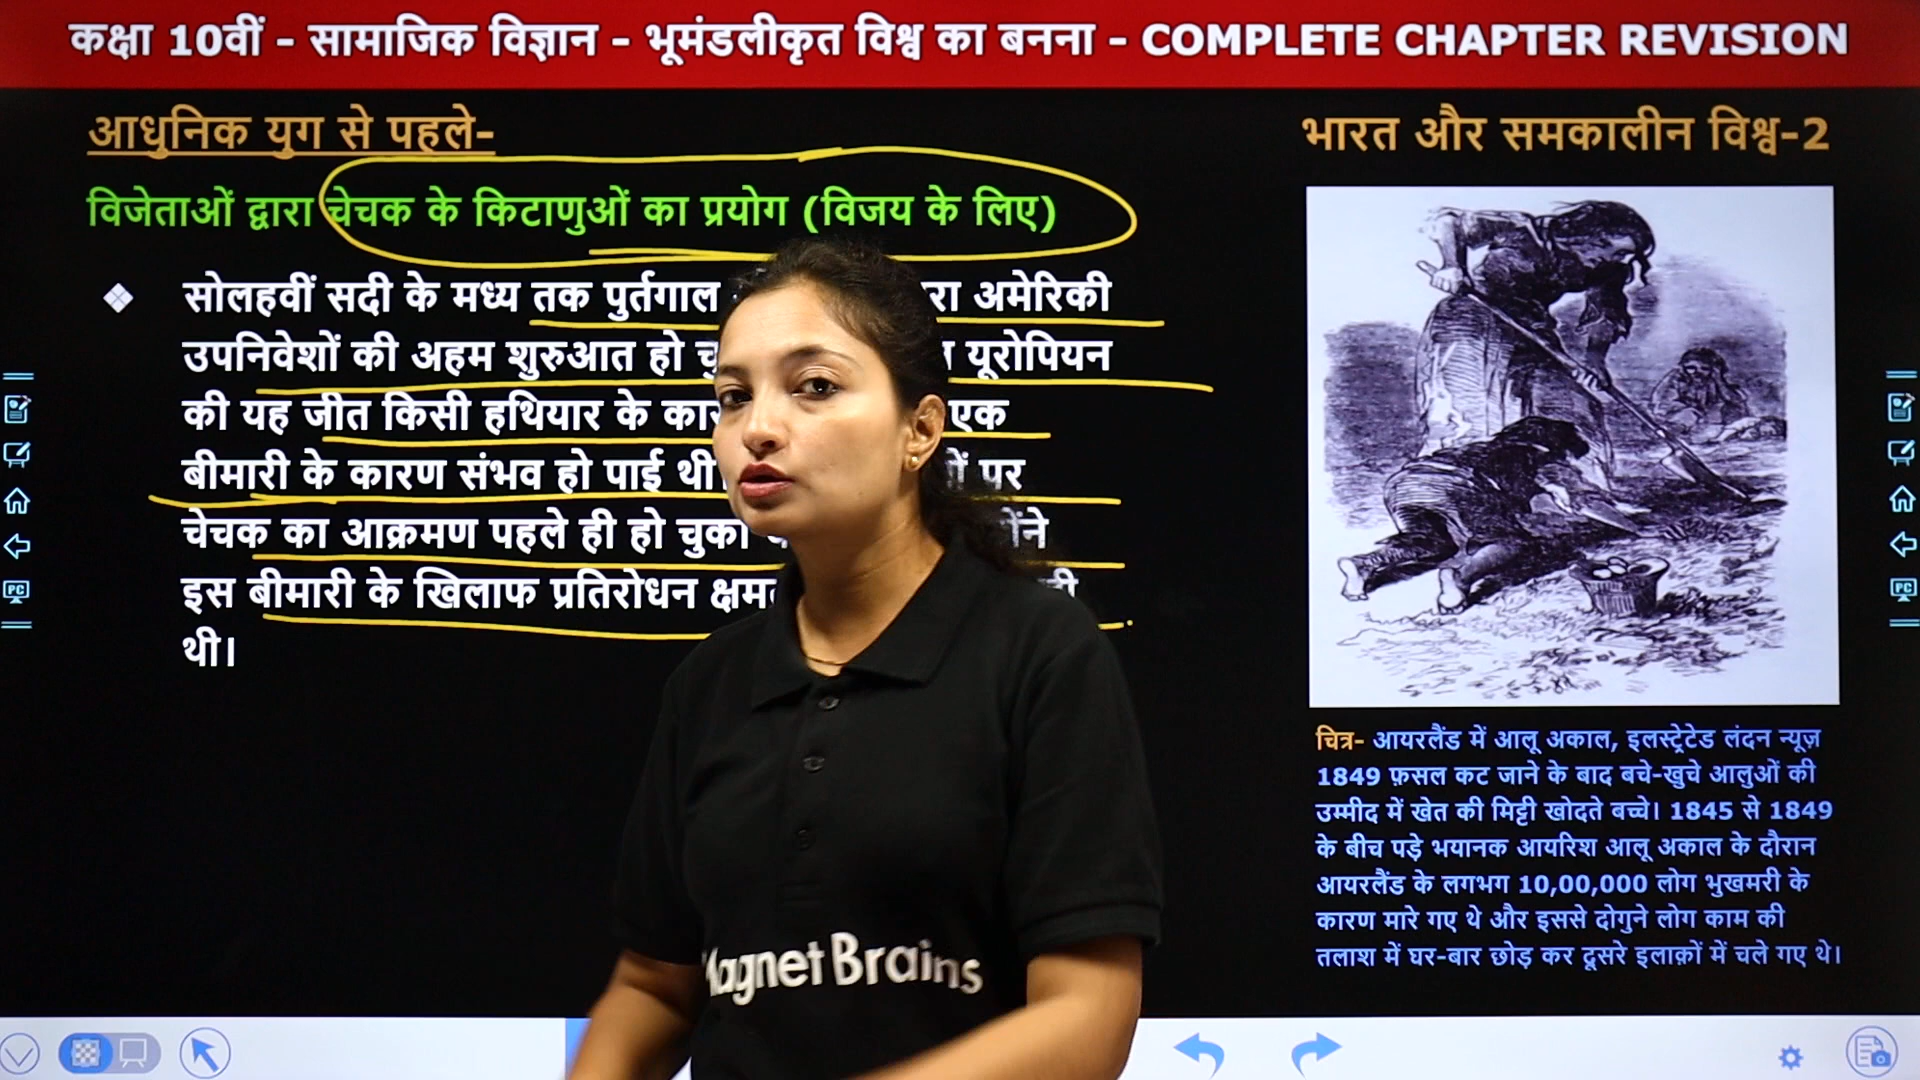 कक्षा 10वीं - सामाजिक विज्ञान - भूमंडलीकृत विश्व का बनना - COMPLETE CHAPTER REVISION
आधुनिक युग से पहले-
विजेताओं द्वारा चेचक के किटाणुओं का प्रयोग (विजय के लिए)
सोलहवीं सदी के मध्य तक पुर्तगाल अमेरिकी
उपनिवेशों की अहम शुरुआत हो यूरोपियन
की यह जीत किसी हथियार के एक
बीमारी के कारण संभव हो पाई थी पर
चेचक का आक्रमण पहले ही हो चुका
इस बीमारी के खिलाफ प्रतिरोधन
थी।
भारत और समकालीन विश्व-2
चित्र- आयरलैंड में आलू अकाल, इलस्ट्रेटेड लंदन न्यूज़
1849 फ़सल कट जाने के बाद बचे-खुचे आलुओं की
उम्मीद में खेत की मिट्टी खोदते बच्चे। 1845 से 1849
के बीच पड़े भयानक आयरिश आलू अकाल के दौरान
आयरलैंड के लगभग 10,00,000 लोग भुखमरी के
कारण मारे गए थे और इससे दोगुने लोग काम की
तलाश में घर-बार छोड़ कर दूसरे इलाक़ों में चले गए थे।
Magnet Brains
PC
PC